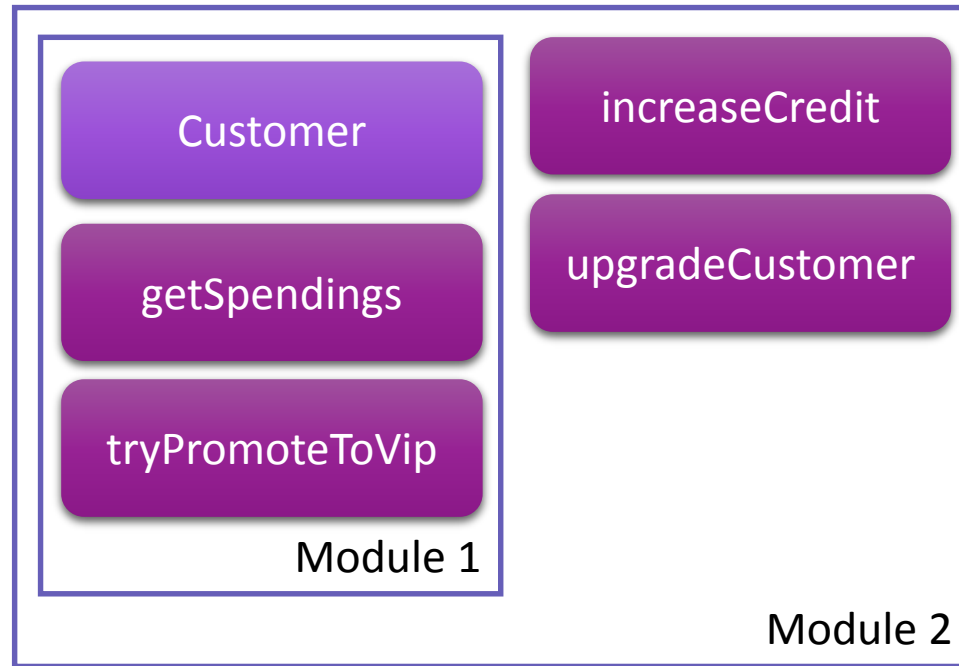 Customer
getSpendings
tryPromoteToVip
Module 1
increaseCredit
upgradeCustomer
Module 2